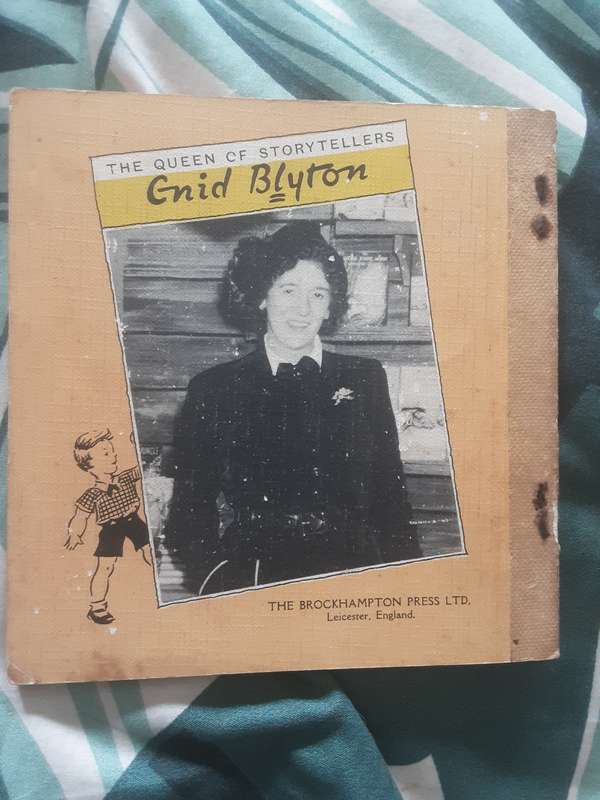 THE QUEEN OF STORYTELLERS
Enid Blyton
THE BROCKHAMPTON PRESS LTD.
Leicester, England.